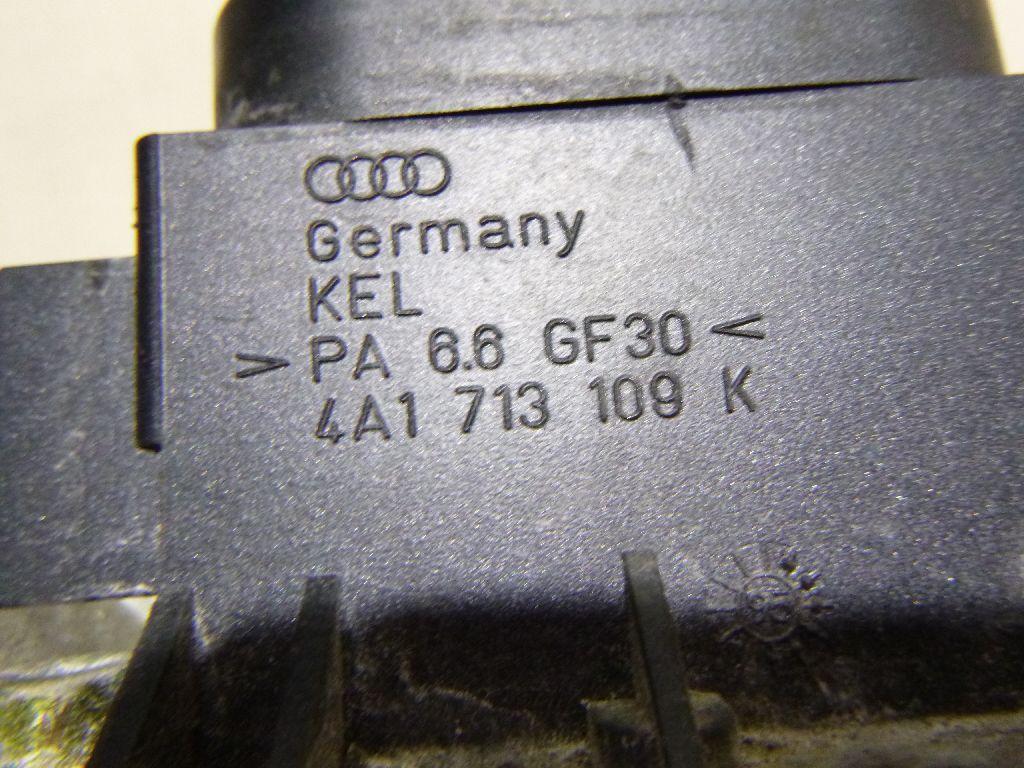 Germany
KEL
>PA 6.6 GF30<
4A1 713 109 K